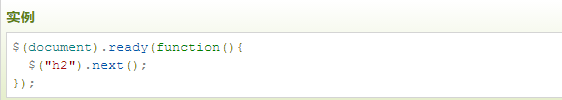 实例
$(document).ready(function(){
  $("h2").next();
});